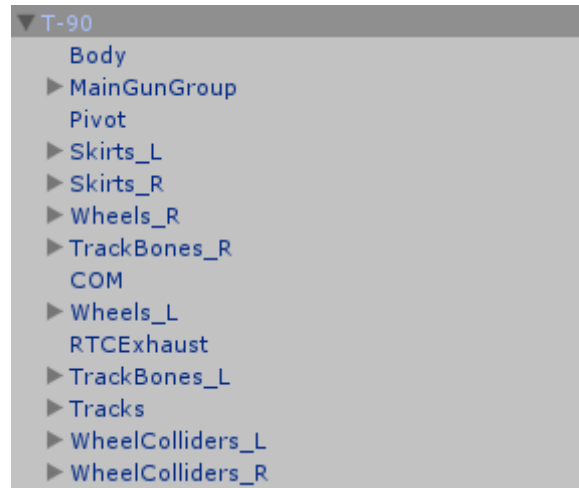 T-90
Body
MainGunGroup
Pivot
Skirts_L
Skirts_R
Wheels_R
TrackBones_R
COM
Wheels_L
RTCExhaust
TrackBones_L
Tracks
WheelColliders_L
WheelColliders_R